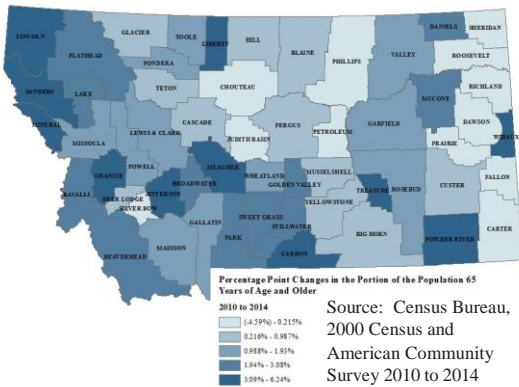 LINCOLN
FLATHEAD
GLACIER
TOOLE
LIBERTY
HILL
BLAINE
PHILLIPS
VALLEY
DANIELS
SHERIDAN
ROOSEVELT
PONDERA
TETON
CHOUTEAU
RICHLAND
SANDERS
LAKE
MCCONE
MINERAL
MISSOULA
LEWIS & CLARK
CASCADE
JUDITH BASIN
FERGUS
PETROLEUM
GARFIELD
DAWSON
PRAIRIE
WIBAUX
POWELL
GRANITE
MEAGHER
BROADWATER
WHEATLAND
GOLDEN VALLEY
MUSSELSHELL
RAVALLI
DEER LODGE
SILVER BOW
JEFFERSON
TREASURE
ROSEBUD
CUSTER
FALLON
YELLOWSTONE
GALLATIN
SWEET GRASS
STILLWATER
BEAVERHEAD
MADISON
PARK
CARBON
BIG HORN
POWDER RIVER
CARTER
Percentage Point Changes in the Portion of the Population 65
Years of Age and Older
2010 to 2014
(-4.59%) - 0.215%
0.216% - 0.987%
0.988% - 1.93%
1.94% - 3.08%
3.09% - 6.24%
Source: Census Bureau,
2000 Census and
American Community
Survey 2010 to 2014